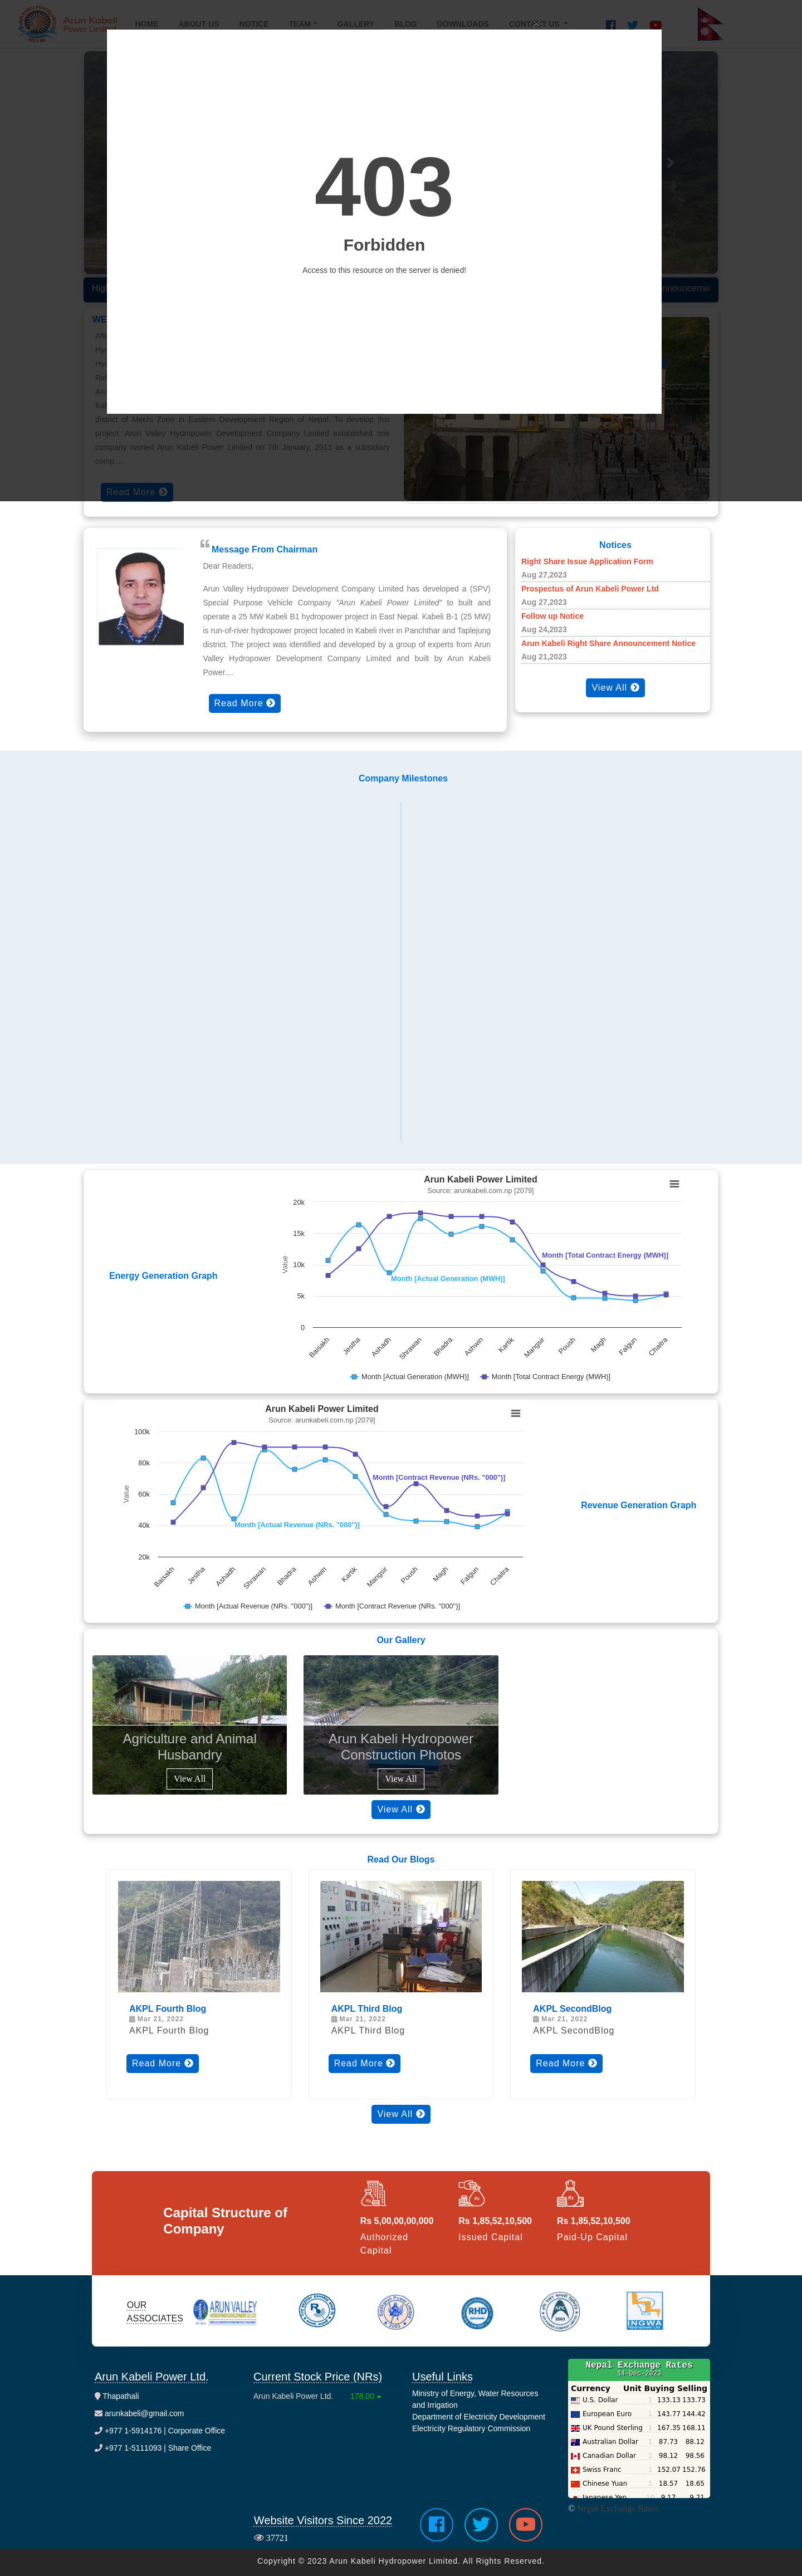 Arun Kabeli
Power Limited
HOME
ABOUT US
NOTICE
TEAM
GALLERY
BLOG
DOWNLOADS
CONTACT US
403
Forbidden
Access to this resource on the server is denied!
district of Mechi Zone in Eastern Development Region of Nepal. To develop this
project, Arun Valley Hydropower Development Company Limited established one
company named Arun Kabeli Power Limited on 7th January, 2011 as a subsidiary
comp....
Read More
Message From Chairman
Dear Readers,
Arun Valley Hydropower Development Company Limited has developed a (SPV)
Special Purpose Vehicle Company "Arun Kabeli Power Limited" to built and
operate a 25 MW Kabeli B1 hydropower project in East Nepal. Kabeli B-1 (25 MW)
is run-of-river hydropower project located in Kabeli river in Panchthar and Taplejung
district. The project was identified and developed by a group of experts from Arun
Valley Hydropower Development Company Limited and built by Arun Kabeli
Power....
Read More
Notices
Right Share Issue Application Form
Aug 27,2023
Prospectus of Arun Kabeli Power Ltd
Aug 27,2023
Follow up Notice
Aug 24,2023
Arun Kabeli Right Share Announcement Notice
Aug 21,2023
View All
Company Milestones
Energy Generation Graph
Arun Kabeli Power Limited
Source: arunkabeli.com.np [2079]
Value
20k
15k
10k
5k
0
Month [Total Contract Energy (MWH)]
Month [Actual Generation (MWH)]
Baisakh
Jestha
Ashadh
Shrawan
Bhadra
Ashwin
Kartik
Mangsir
Poush
Magh
Falgun
Chaitra
Month [Actual Generation (MWH)]
Month [Total Contract Energy (MWH)]
Arun Kabeli Power Limited
Source: arunkabeli.com.np [2079]
Value
100k
80k
60k
40k
20k
Month [Contract Revenue (NRs. "000")]
Month [Actual Revenue (NRs. "000")]
Baisakh
Jestha
Ashadh
Shrawan
Bhadra
Ashwin
Kartik
Mangsir
Poush
Magh
Falgun
Chaitra
Month [Actual Revenue (NRs. "000")]
Month [Contract Revenue (NRs. "000")]
Revenue Generation Graph
Our Gallery
Agriculture and Animal
Husbandry
View All
Arun Kabeli Hydropower
Construction Photos
View All
View All
Read Our Blogs
AKPL Fourth Blog
Mar 21, 2022
AKPL Fourth Blog
Read More
AKPL Third Blog
Mar 21, 2022
AKPL Third Blog
Read More
AKPL SecondBlog
Mar 21, 2022
AKPL SecondBlog
Read More
View All
Capital Structure of
Company
Rs 5,00,00,00,000
Authorized
Capital
Rs 1,85,52,10,500
Issued Capital
Rs 1,85,52,10,500
Paid-Up Capital
OUR
ASSOCIATES
ARUN VALLEY
RHD
INGWA
Arun Kabeli Power Ltd.
Thapathali
arunkabeli@gmail.com
+977 1-5914176 | Corporate Office
+977 1-5111093 | Share Office
Current Stock Price (NRs)
Arun Kabeli Power Ltd. 178.00
Useful Links
Ministry of Energy, Water Resources
and Irrigation
Department of Electricity Development
Electricity Regulatory Commission
Nepal Exchange Rates
14-Dec-2023
Currency Unit Buying Selling
U.S. Dollar 1 133.13 133.73
European Euro 1 143.77 144.42
UK Pound Sterling 1 167.35 168.11
Australian Dollar 1 87.73 88.12
Canadian Dollar 1 98.12 98.56
Swiss Franc 1 152.07 152.76
Chinese Yuan 1 18.57 18.65
Japanese Yen 10 9.17 9.21
© Nepal Exchange Rates
Website Visitors Since 2022
37721
Copyright © 2023 Arun Kabeli Hydropower Limited. All Rights Reserved.